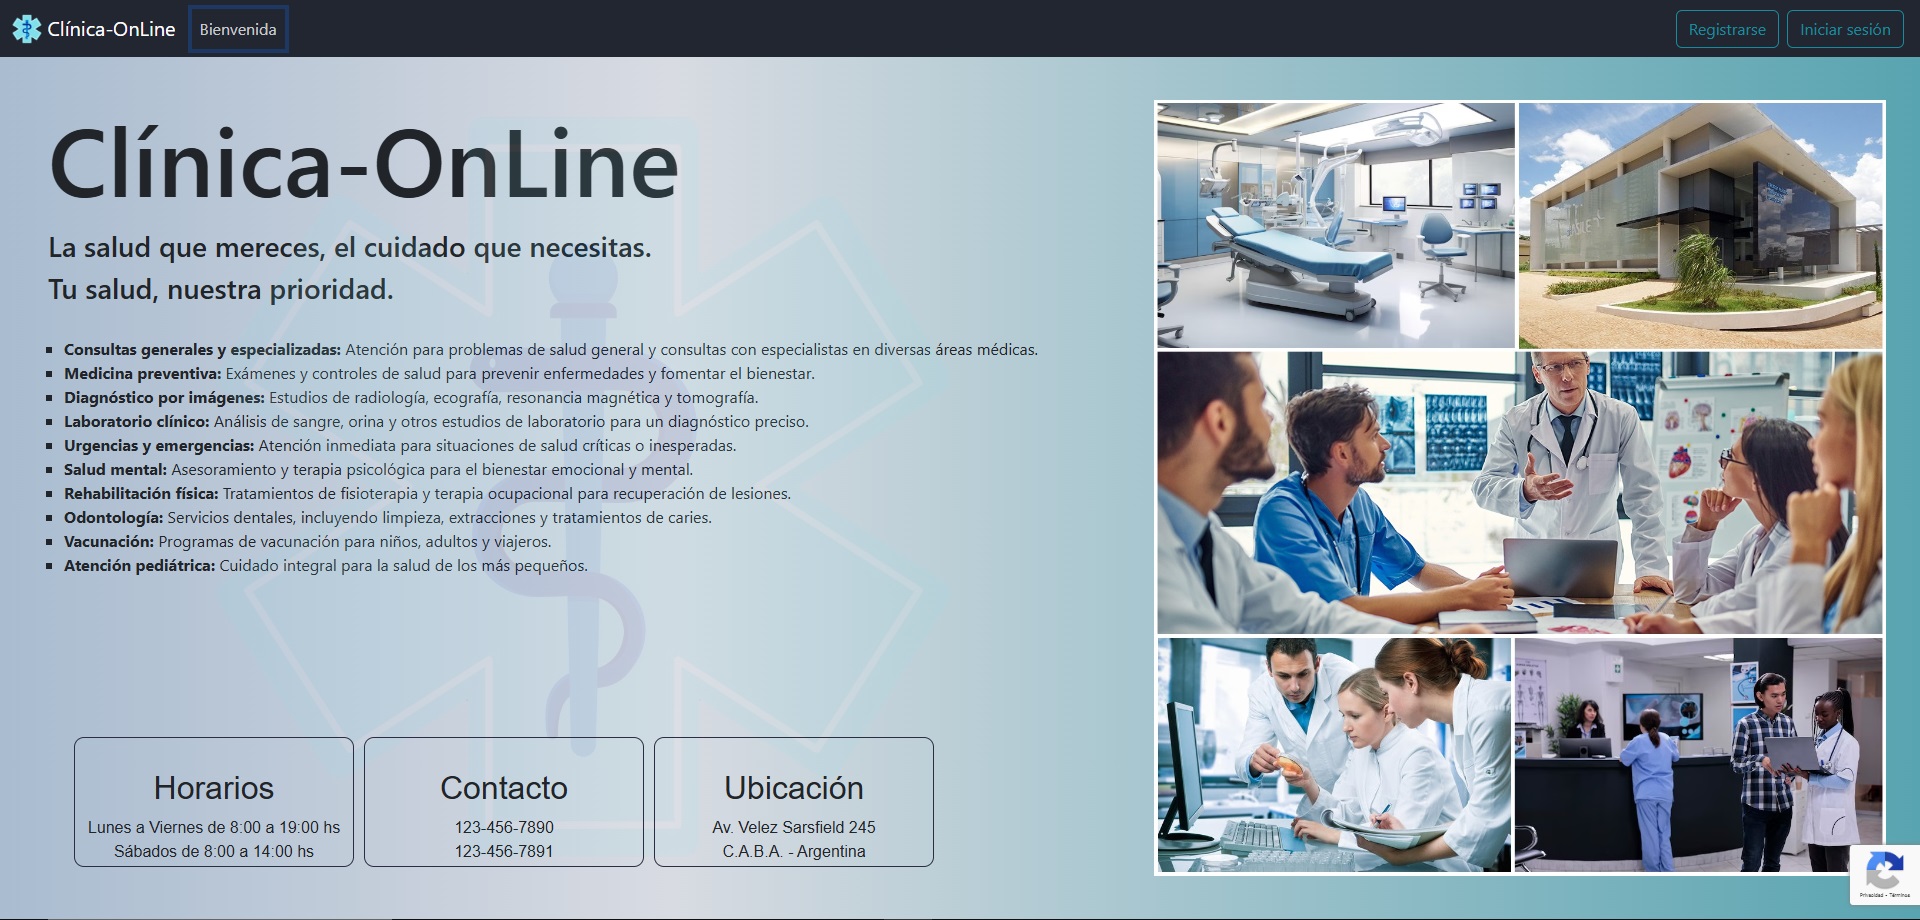 Clínica-OnLine
Bienvenida
Registrarse
Iniciar sesión
Clínica-OnLine
La salud que mereces, el cuidado que necesitas.
Tu salud, nuestra prioridad.
Consultas generales y especializadas: Atención para problemas de salud general y consultas con especialistas en diversas áreas médicas.
Medicina preventiva: Exámenes y controles de salud para prevenir enfermedades y fomentar el bienestar.
Diagnóstico por imágenes: Estudios de radiología, ecografía, resonancia magnética y tomografía.
Laboratorio clínico: Análisis de sangre, orina y otros estudios de laboratorio para un diagnóstico preciso.
Urgencias y emergencias: Atención inmediata para situaciones de salud críticas o inesperadas.
Salud mental: Asesoramiento y terapia psicológica para el bienestar emocional y mental.
Rehabilitación física: Tratamientos de fisioterapia y terapia ocupacional para recuperación de lesiones.
Odontología: Servicios dentales, incluyendo limpieza, extracciones y tratamientos de caries.
Vacunación: Programas de vacunación para niños, adultos y viajeros.
Atención pediátrica: Cuidado integral para la salud de los más pequeños.
Horarios
Lunes a Viernes de 8:00 a 19:00 hs
Sábados de 8:00 a 14:00 hs
Contacto
123-456-7890
123-456-7891
Ubicación
Av. Velez Sarsfield 245
C.A.B.A. - Argentina
Privacidad - Términos